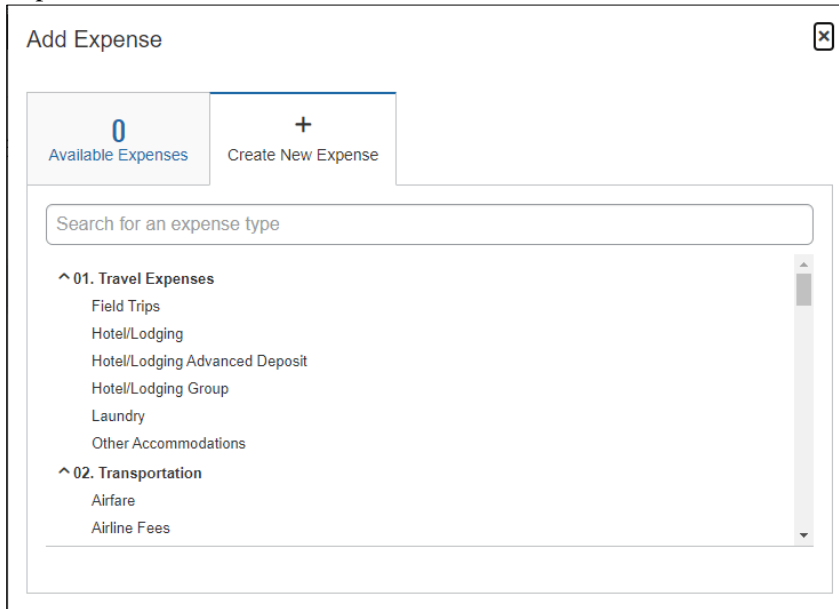 Add Expense
0
Available Expenses
+
Create New Expense
Search for an expense type
01. Travel Expenses
Field Trips
Hotel/Lodging
Hotel/Lodging Advanced Deposit
Hotel/Lodging Group
Laundry
Other Accommodations
02. Transportation
Airfare
Airline Fees